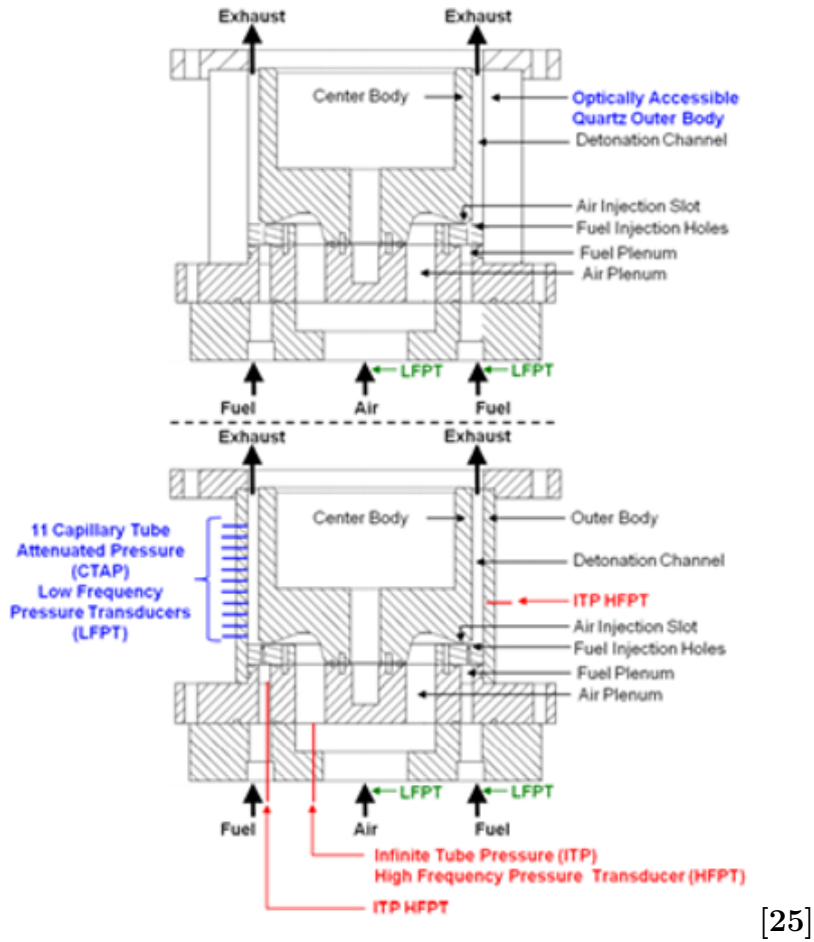 Exhaust Exhaust
Center Body
Optically Accessible
Quartz Outer Body
Detonation Channel
Air Injection Slot
Fuel Injection Holes
Fuel Plenum
Air Plenum
LFPT LFPT
Fuel Air Fuel
Exhaust Exhaust
11 Capillary Tube
Attenuated Pressure
(CTAP)
Low Frequency
Pressure Transducers
(LFPT)
Center Body
Outer Body
Detonation Channel
ITP HFPT
Air Injection Slot
Fuel Injection Holes
Fuel Plenum
Air Plenum
LFPT LFPT
Fuel Air Fuel
Infinite Tube Pressure (ITP)
High Frequency Pressure Transducer (HFPT)
ITP HFPT
[25]